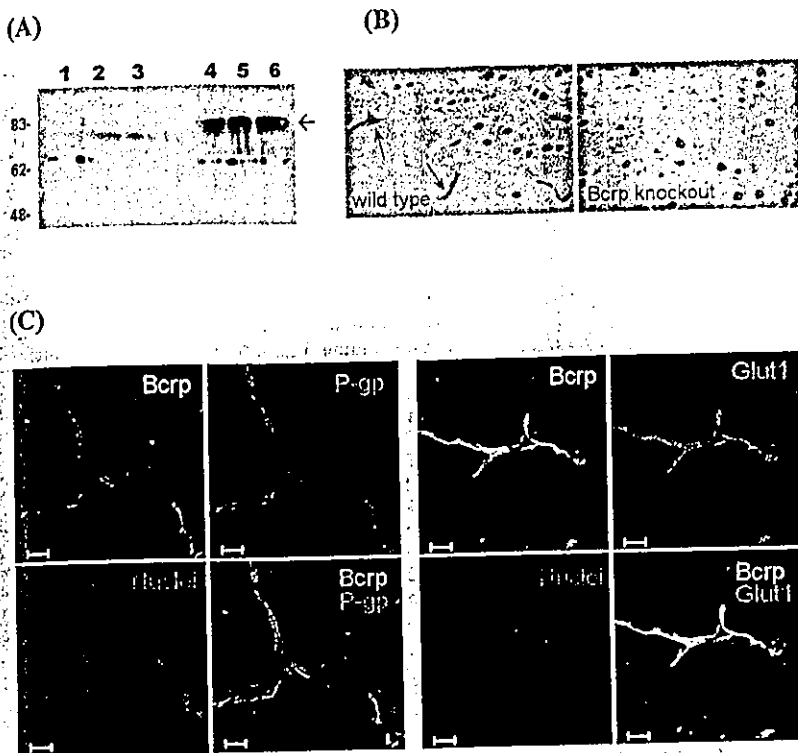 (A)
(B)
1 2 3 4 5 6
83-
62-
48-
wild type
Bcrp knockout
(C)
Bcrp
P-gp
Nuclei
Bcrp
P-gp
Bcrp
Glut1
Nuclei
Bcrp
Glut1